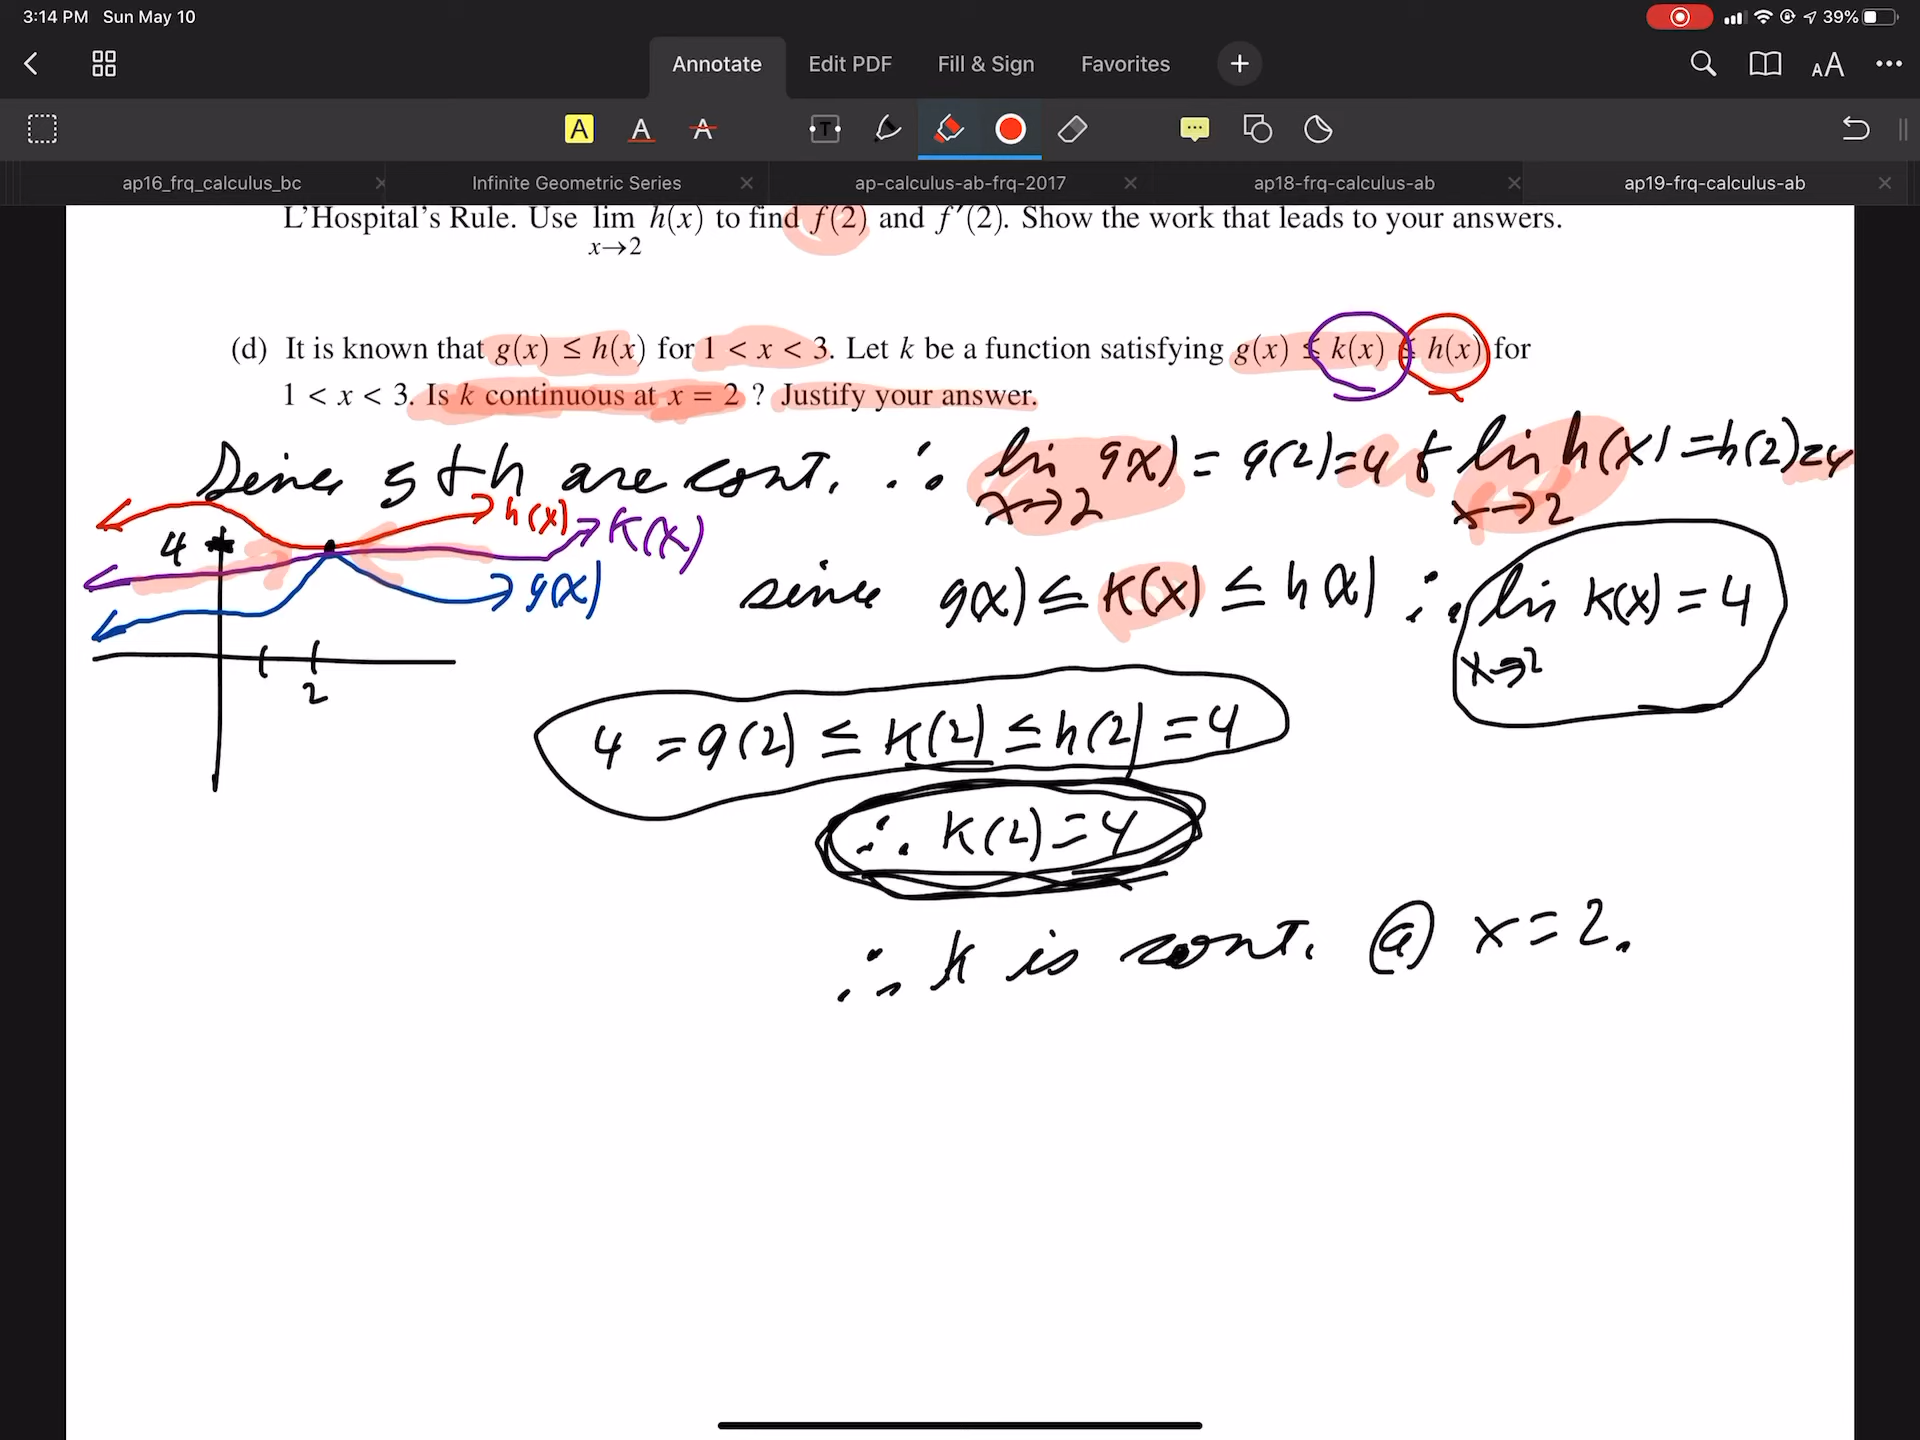 3:14 PM Sun May 10
39%
Annotate Edit PDF Fill & Sign Favorites
ap16_frq_calculus_bc Infinite Geometric Series ap-calculus-ab-frq-2017 ap18-frq-calculus-ab ap19-frq-calculus-ab
L'Hospital's Rule. Use lim h(x) to find f(2) and f′(2). Show the work that leads to your answers.
x→2
(d) It is known that g(x) ≤ h(x) for 1 < x < 3. Let k be a function satisfying g(x) ≤ k(x) ≤ h(x) for
1 < x < 3. Is k continuous at x = 2 ? Justify your answer.
Since g + h are cont. ∴ lim g(x) = g(2)=4 & lim h(x) = h(2)=4
x→2 x→2
h(x) k(x)
4
g(x)
since g(x) ≤ k(x) ≤ h(x) ∴ lim k(x) = 4
x→2
2
4 = g(2) ≤ k(2) ≤ h(2) = 4
∴ k(2) = 4
∴ k is cont. @ x = 2.